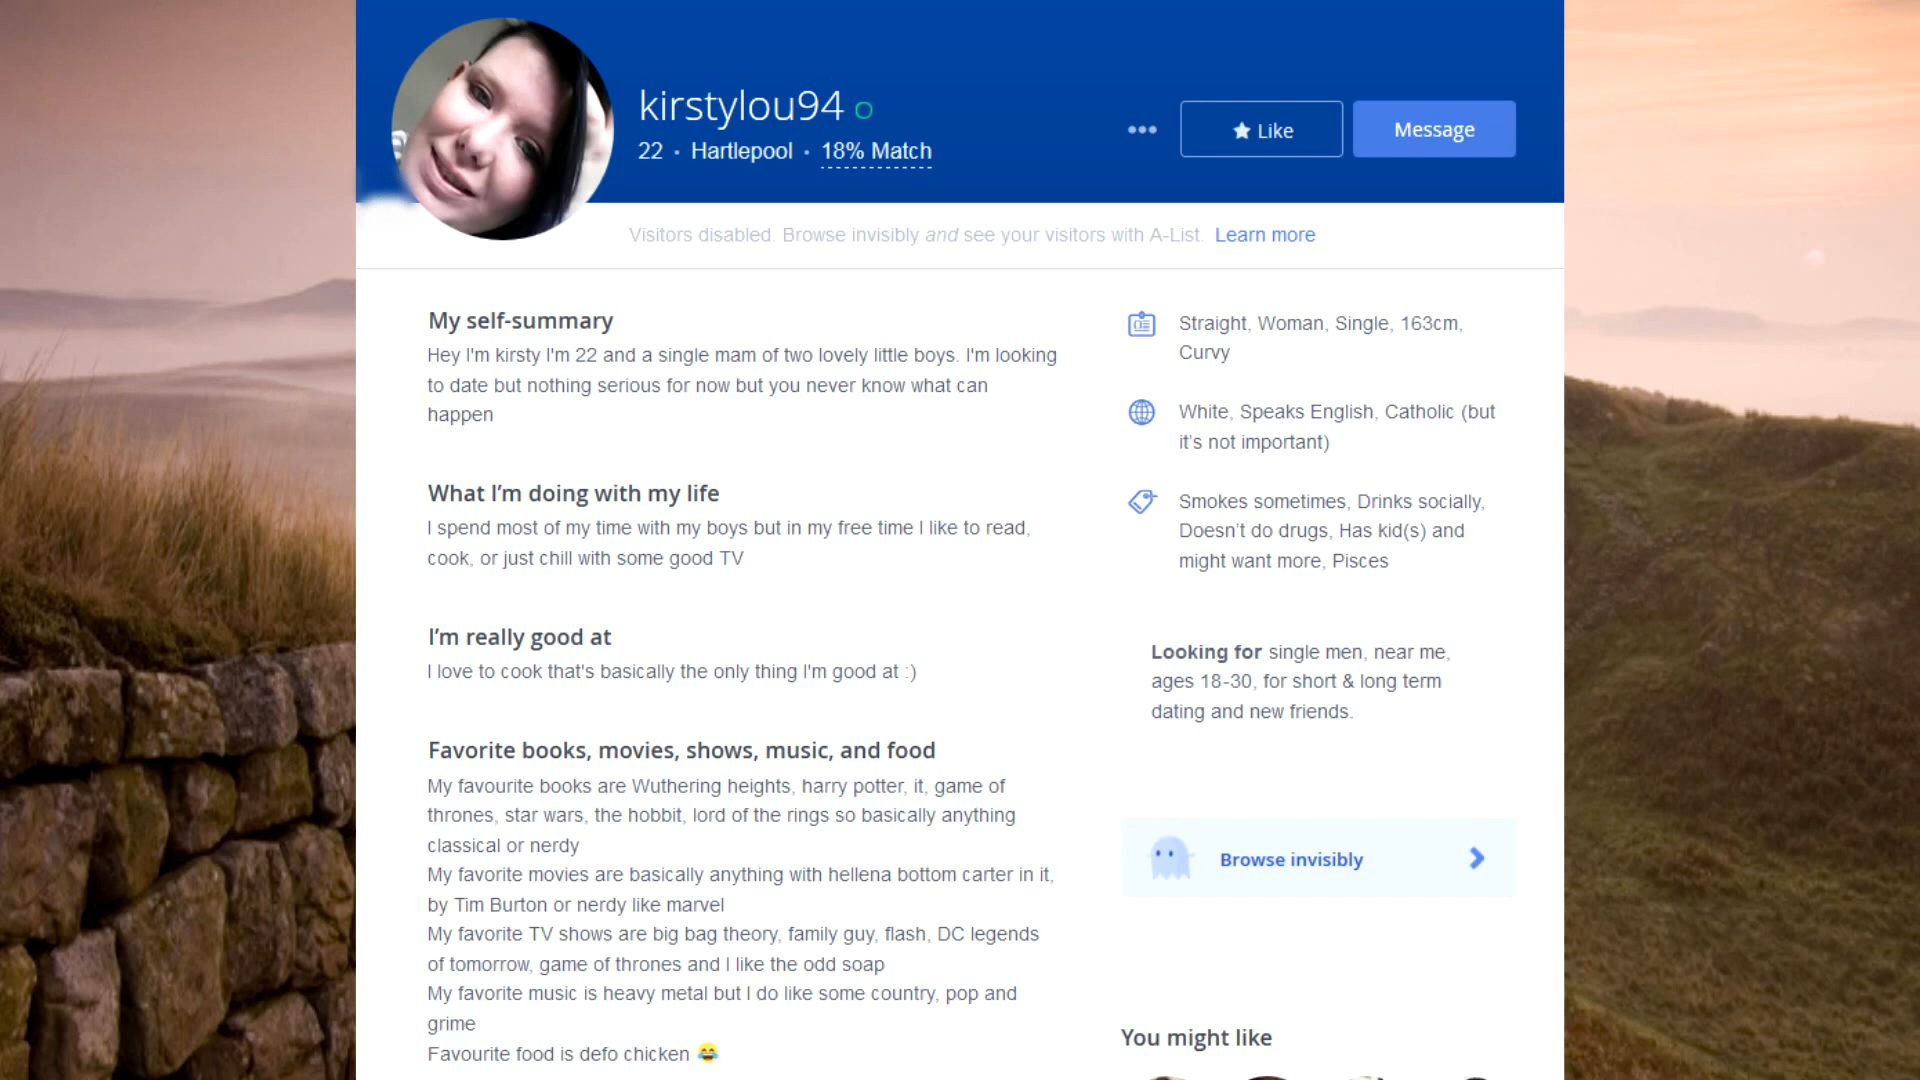 kirstylou94
22 · Hartlepool · 18% Match
Like
Message
Visitors disabled. Browse invisibly and see your visitors with A-List. Learn more
My self-summary
Hey I'm kirsty I'm 22 and a single mam of two lovely little boys. I'm looking
to date but nothing serious for now but you never know what can
happen
What I’m doing with my life
I spend most of my time with my boys but in my free time I like to read,
cook, or just chill with some good TV
I’m really good at
I love to cook that's basically the only thing I'm good at :)
Favorite books, movies, shows, music, and food
My favourite books are Wuthering heights, harry potter, it, game of
thrones, star wars, the hobbit, lord of the rings so basically anything
classical or nerdy
My favorite movies are basically anything with hellena bottom carter in it,
by Tim Burton or nerdy like marvel
My favorite TV shows are big bag theory, family guy, flash, DC legends
of tomorrow, game of thrones and I like the odd soap
My favorite music is heavy metal but I do like some country, pop and
grime
Favourite food is defo chicken 😂
Straight, Woman, Single, 163cm,
Curvy
White, Speaks English, Catholic (but
it’s not important)
Smokes sometimes, Drinks socially,
Doesn’t do drugs, Has kid(s) and
might want more, Pisces
Looking for single men, near me,
ages 18-30, for short & long term
dating and new friends.
Browse invisibly
You might like